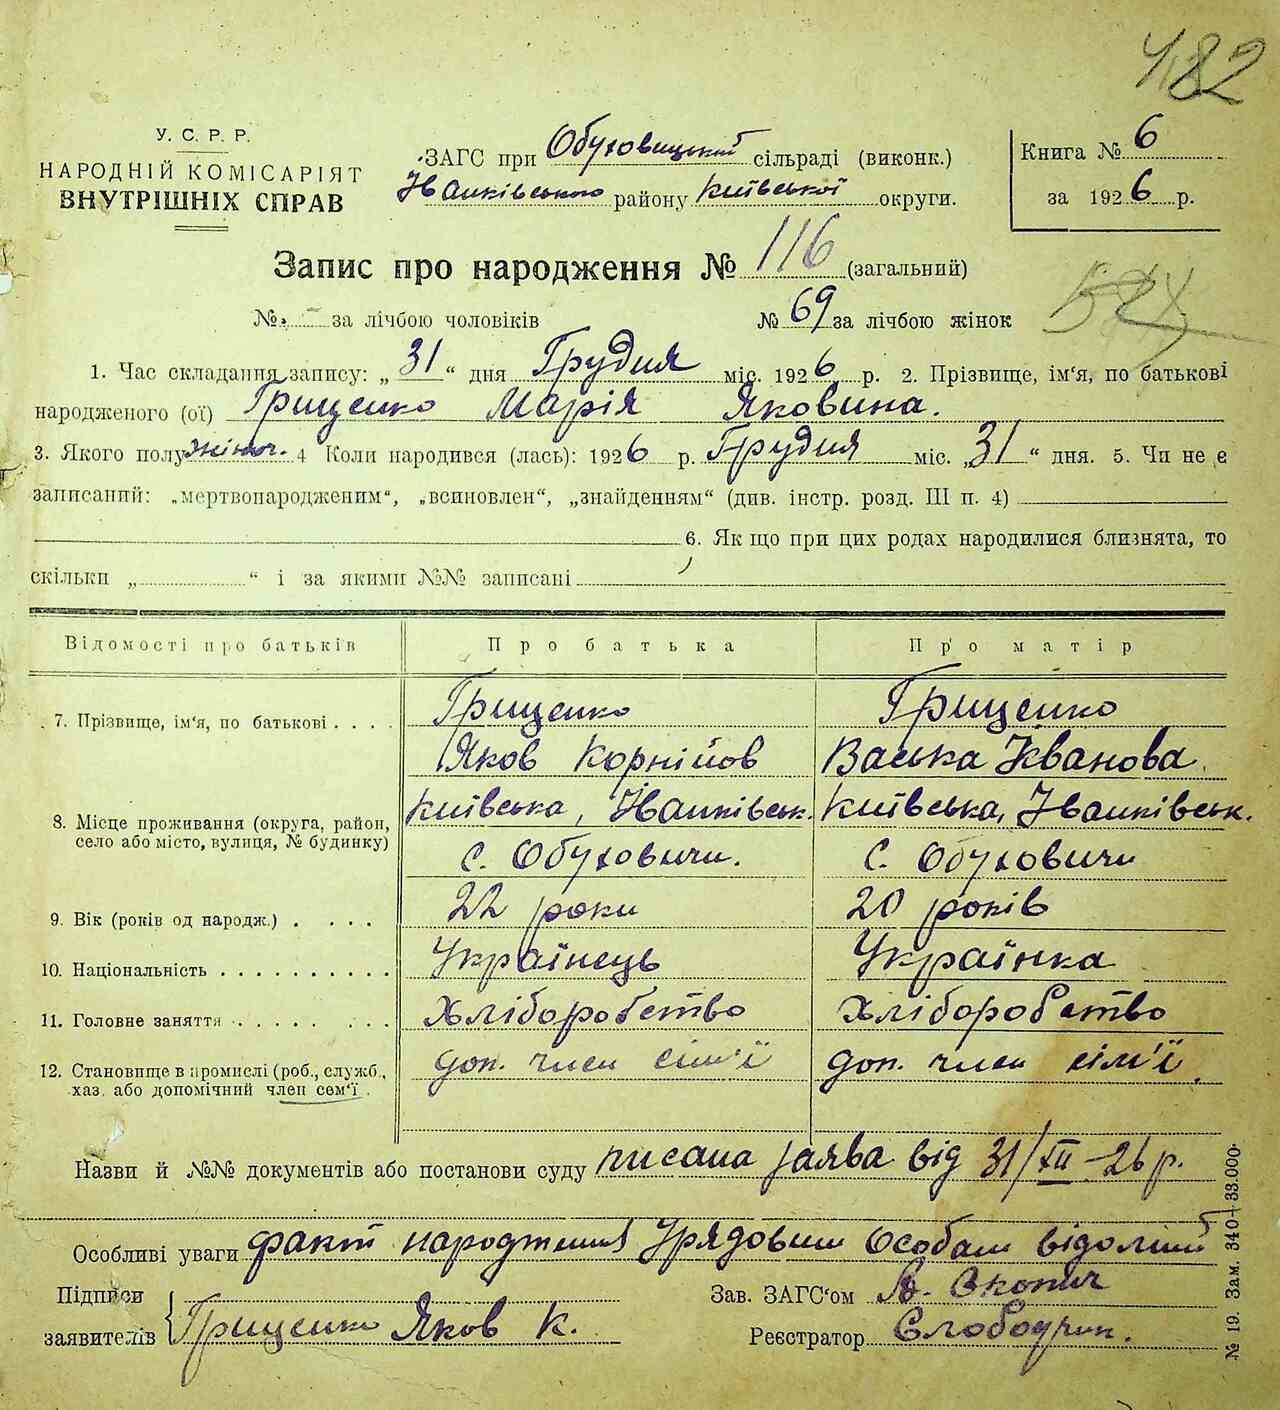 482
У. С. Р. Р.
НАРОДНІЙ КОМІСАРІЯТ
ВНУТРІШНІХ СПРАВ
ЗАГС при Обуховицькій сільраді (виконк.)
Іванківського району Київської округи.
Книга № 6
за 1926 р.
Запис про народження № 116 (загальний)
№ – за лічбою чоловіків № 69 за лічбою жінок
1. Час складання запису: „31“ дня Грудня міс. 1926 р. 2. Прізвище, ім‘я, по батькові
народженого (ої) Грищенко Марія Яковина.
3. Якого полу жіноч. 4 Коли народився (лась): 1926 р. Грудня міс. „31“ дня. 5. Чи не є
записаний: „мертвонародженим“, „всиновлен“, „знайденням“ (див. інстр. розд. III п. 4)
6. Якщо при цих родах народилися близнята, то
скільки „ “ і за якими №№ записані
Відомості про батьків Про батька Про матір
7. Прізвище, ім‘я, по батькові . . . . Грищенко Грищенко
Яков Корнійов Васька Іванова
8. Місце проживання (округа, район, село або місто, вулиця, № будинку) Київська, Іванківськ. Київська, Іванківськ.
с. Обуховичи. с. Обуховичи
9. Вік (років од народж.) . . . . 22 роки 20 років
10. Національність . . . . . . . . . . Українець Українка
11. Головне заняття . . . . . . . . . Хліборобство Хліборобство
12. Становище в промислі (роб., служб., хаз. або допомічний член сем‘ї . доп. член сім'ї доп. член сім'ї.
Назви й №№ документів або постанови суду писана заява від 31/XII –26 р.
Особливі уваги факт народження Урядовим Особам відомий
Підписи Зав. ЗАГС‘ом
заявителів Грищенко Яков К. Реєстратор
№ 19. Зам. 340—33.000.